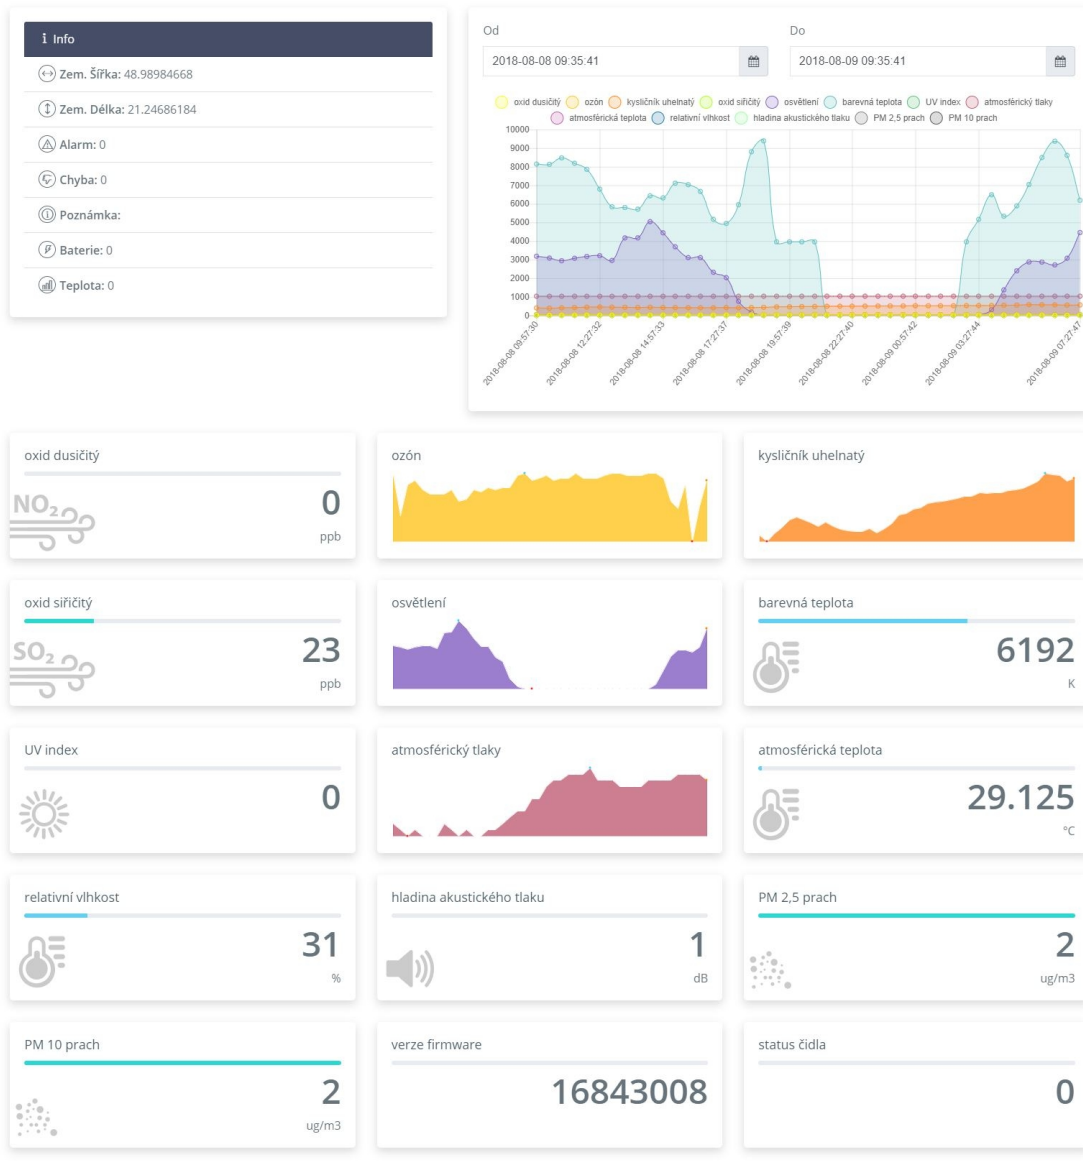 Info
Zem. Šířka: 48.98984668
Zem. Délka: 21.24686184
Alarm: 0
Chyba: 0
Poznámka:
Baterie: 0
Teplota: 0
Od
Do
2018-08-08 09:35:41
2018-08-09 09:35:41
oxid dusičitý ozón kysličník uhelnatý oxid siřičitý osvětlení barevná teplota UV index atmosférický tlaky
atmosférická teplota relativní vlhkost hladina akustického tlaku PM 2,5 prach PM 10 prach
10000
9000
8000
7000
6000
5000
4000
3000
2000
1000
0
2018-08-08 09:57:30
2018-08-08 12:27:32
2018-08-08 14:57:33
2018-08-08 17:27:37
2018-08-08 19:57:39
2018-08-08 22:27:40
2018-08-09 00:57:42
2018-08-09 03:27:44
2018-08-09 07:27:47
oxid dusičitý
NO2
0
ppb
ozón
kysličník uhelnatý
oxid siřičitý
SO2
23
ppb
osvětlení
barevná teplota
6192
K
UV index
0
atmosférický tlaky
atmosférická teplota
29.125
°C
relativní vlhkost
31
%
hladina akustického tlaku
1
dB
PM 2,5 prach
2
ug/m3
PM 10 prach
2
ug/m3
verze firmware
16843008
status čidla
0